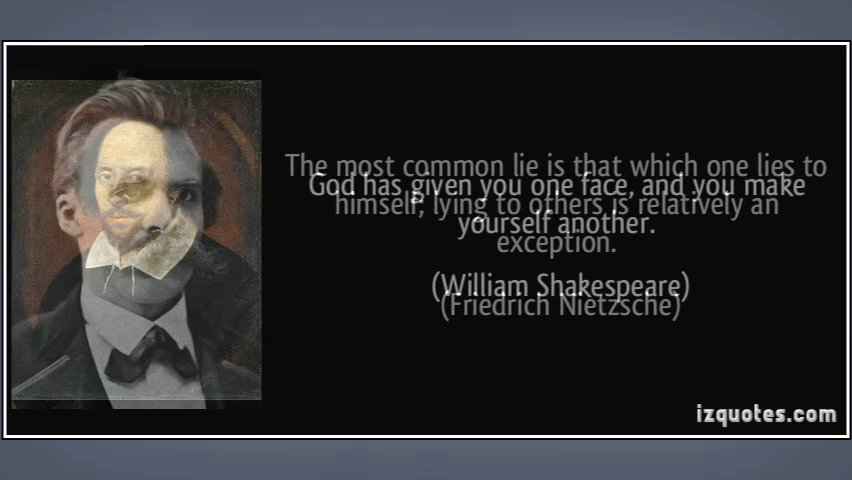 The most common lie is that which one lies to
himself; lying to others is relatively an
exception.
(Friedrich Nietzsche)
God has given you one face, and you make
yourself another.
(William Shakespeare)
izquotes.com